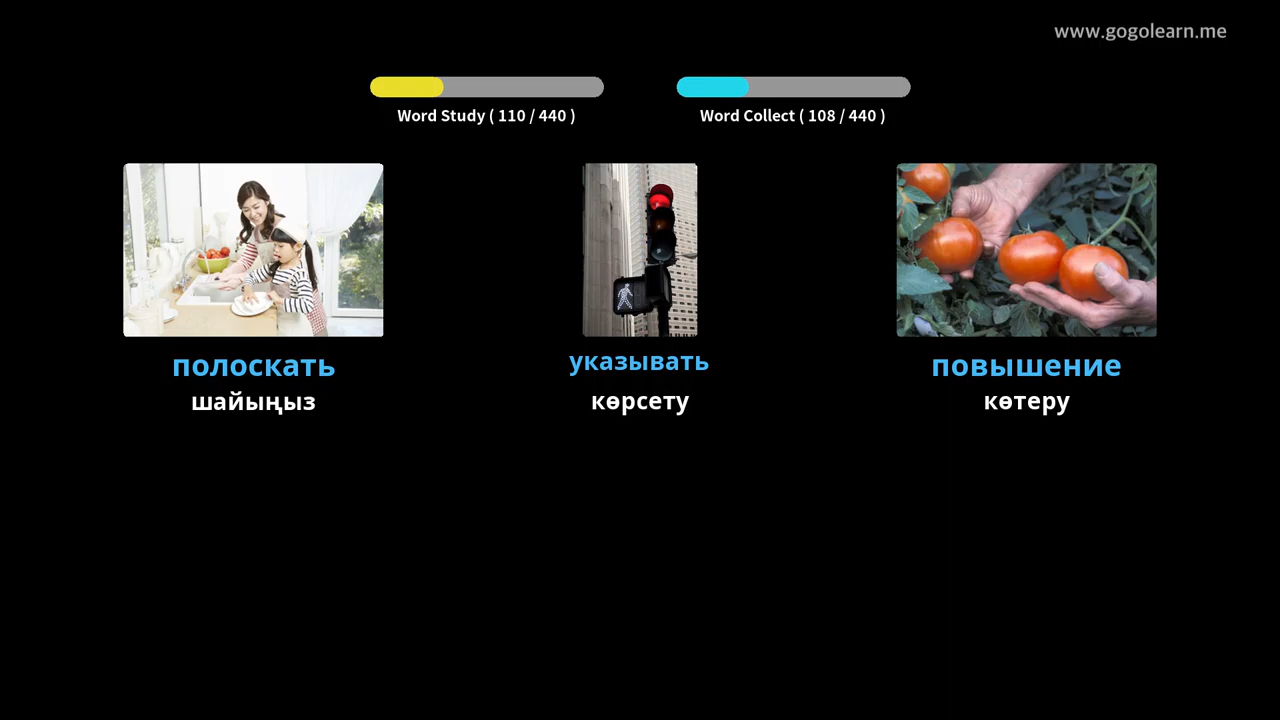 www.gogolearn.me
Word Study ( 110 / 440 )
Word Collect ( 108 / 440 )
полоскать
шайыңыз
указывать
көрсету
повышение
көтеру